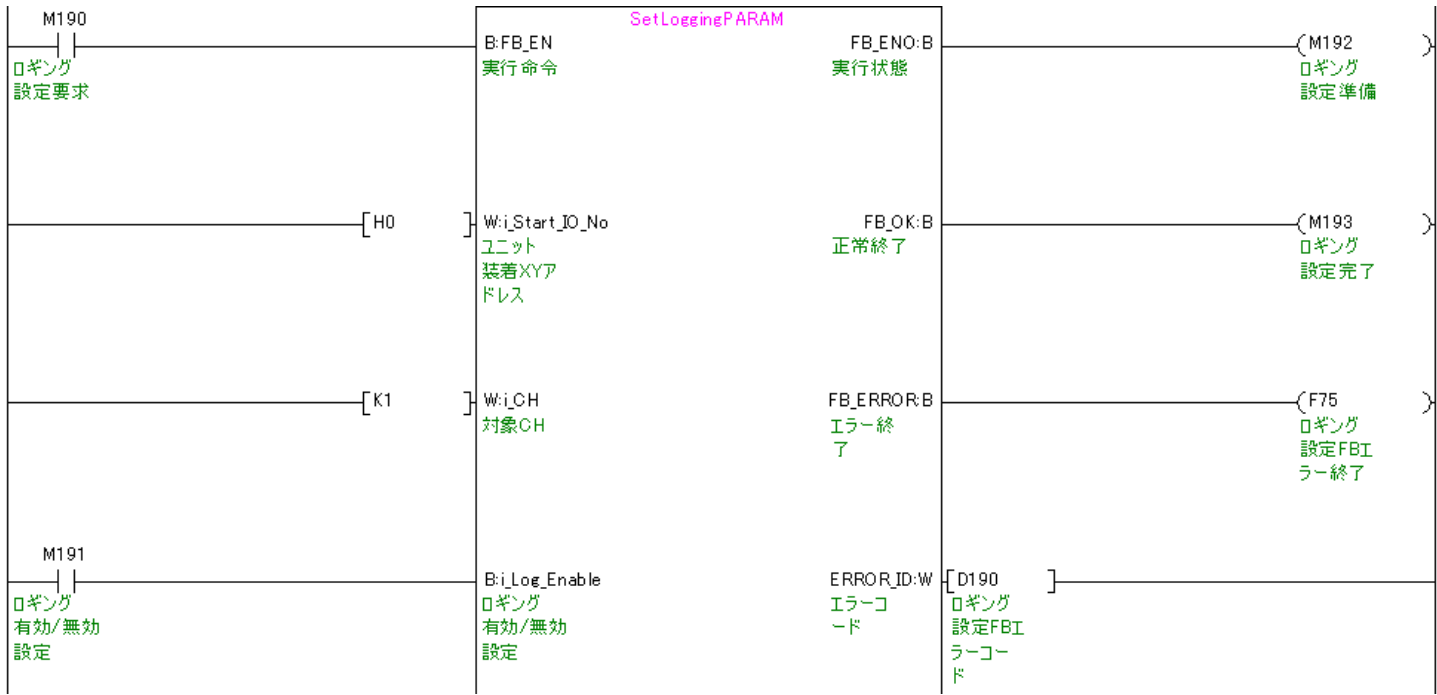 M190
SetLoggingPARAM
B:FB_EN
FB_ENO:B
M192
ロギング
設定要求
実行命令
実行状態
ロギング
設定準備
H0
W:i_Start_IO_No
FB_OK:B
M193
ユニット
装着XYア
ドレス
正常終了
ロギング
設定完了
K1
W:i_CH
FB_ERROR:B
F75
対象CH
エラー終
了
ロギング
設定FBエ
ラー終了
M191
B:i_Log_Enable
ERROR_ID:W
D190
ロギング
有効/無効
設定
ロギング
有効/無効
設定
エラーコ
ード
ロギング
設定FBエ
ラーコー
ド